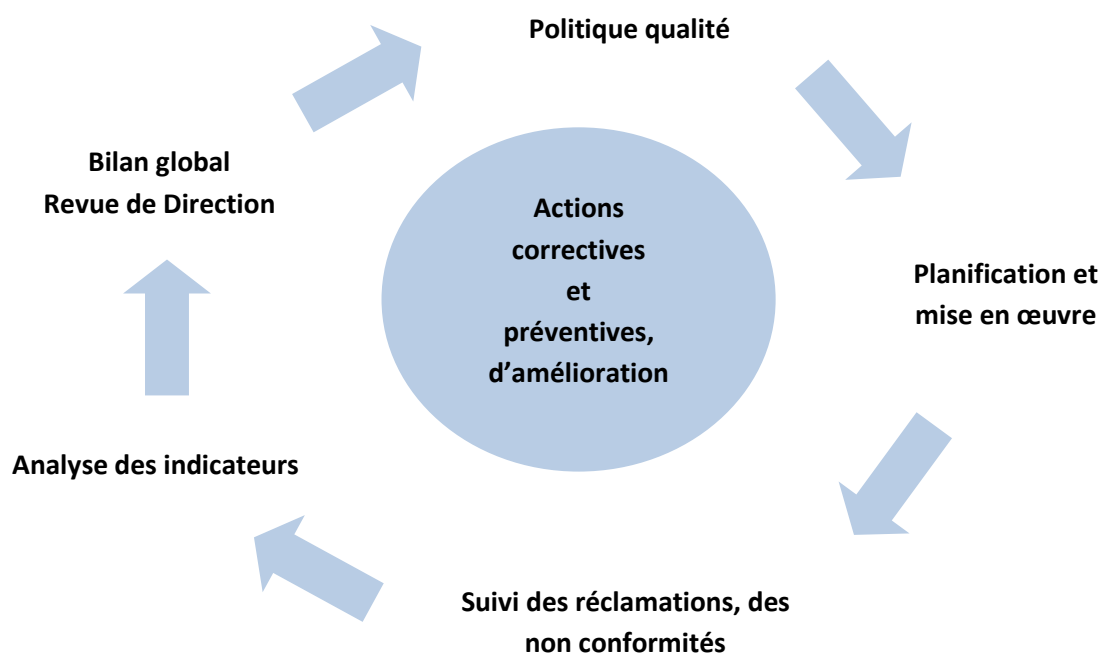 Politique qualité
Bilan global
Revue de Direction
Actions
correctives
et
préventives,
d’amélioration
Planification et
mise en œuvre
Analyse des indicateurs
Suivi des réclamations, des
non conformités